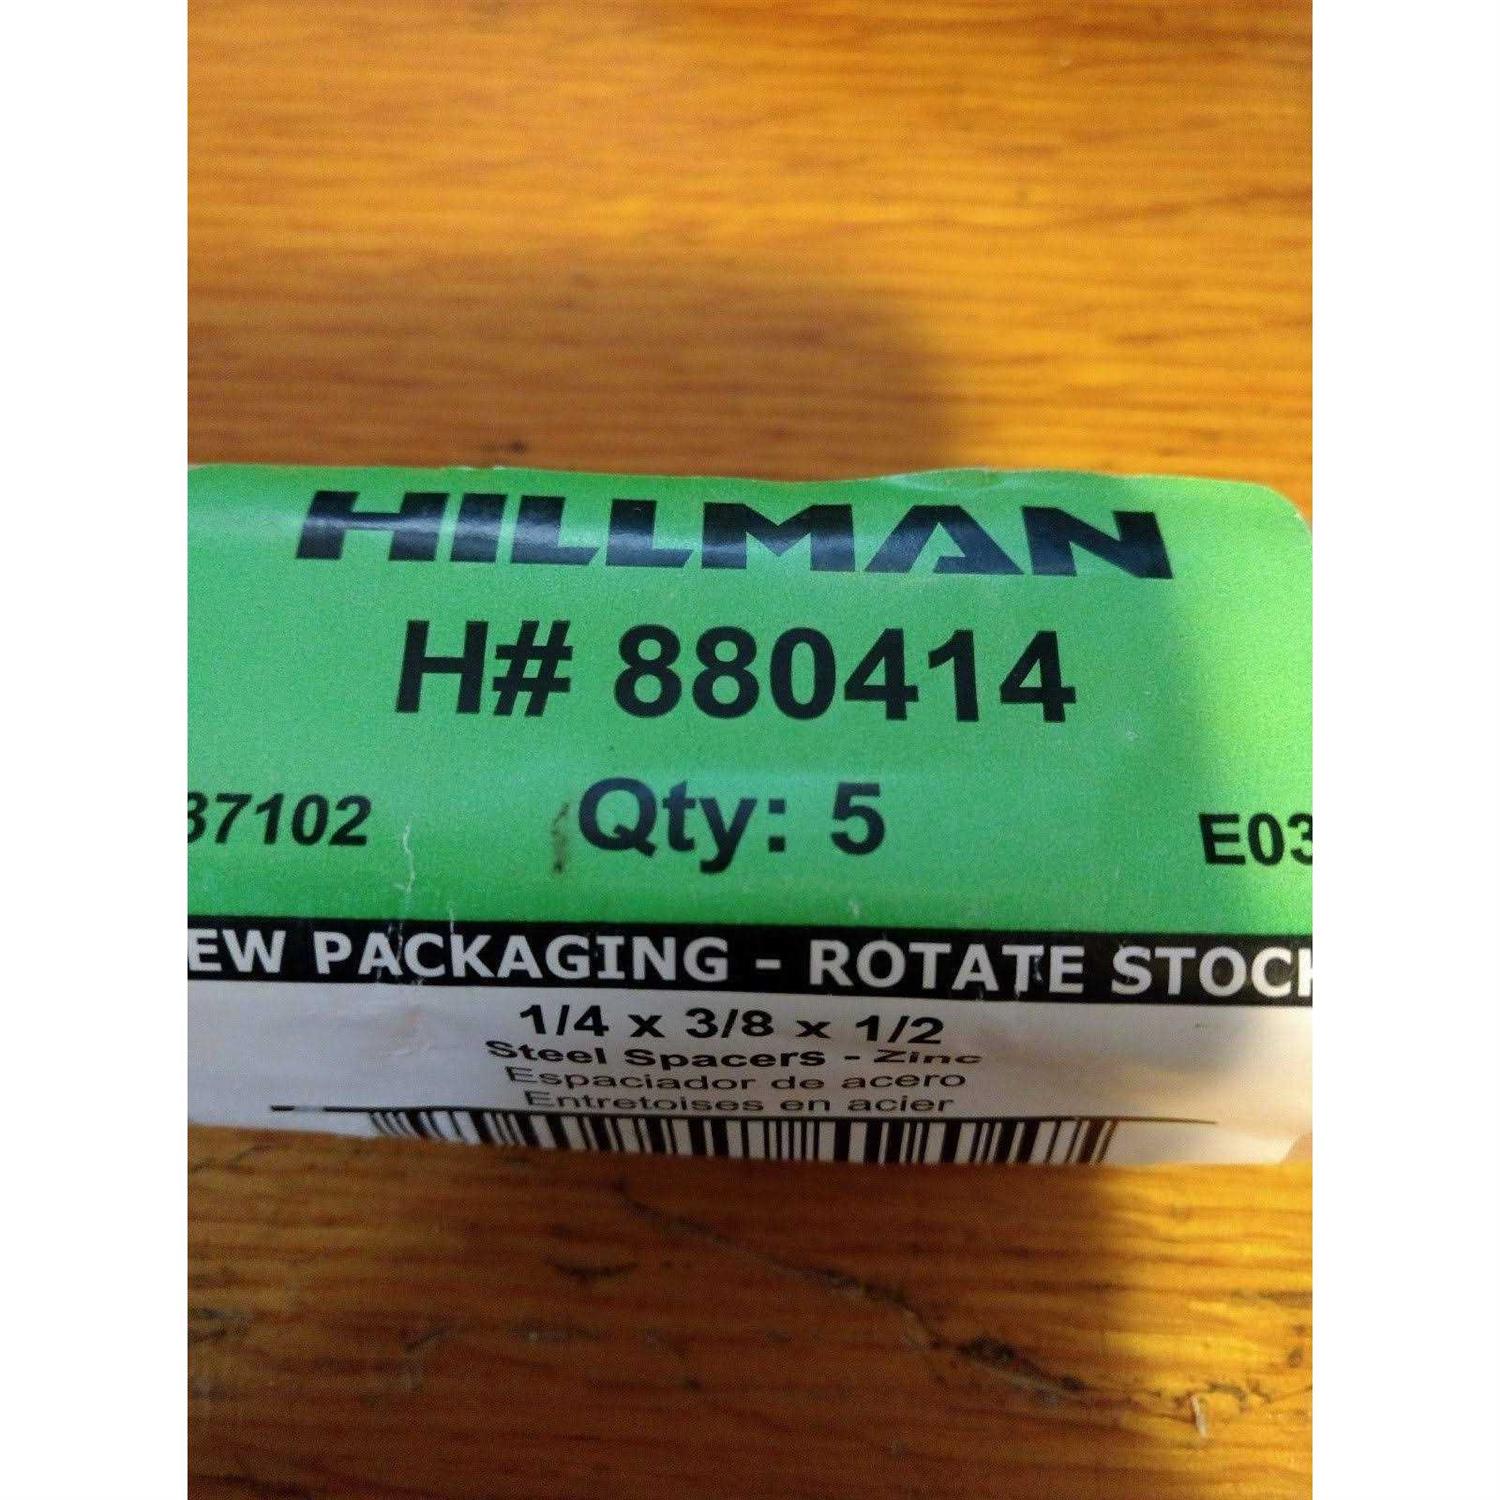 HILLMAN
H# 880414
37102 Qty: 5 E03
EW PACKAGING - ROTATE STOCK
1/4 x 3/8 x 1/2
Steel Spacers - Zinc
Espaciador de acero
Entretoises en acier